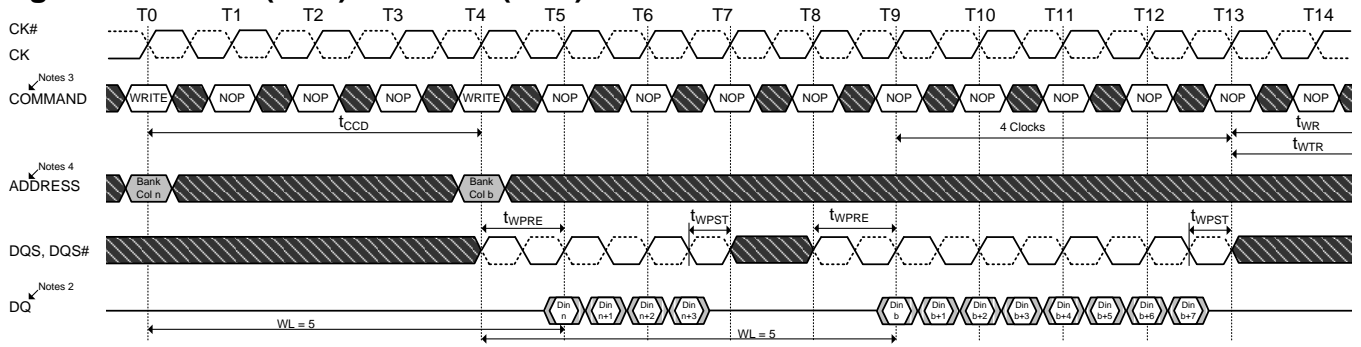 T0 T1 T2 T3 T4 T5 T6 T7 T8 T9 T10 T11 T12 T13 T14
CK#
CK
Notes 3
COMMAND WRITE NOP NOP NOP WRITE NOP NOP NOP NOP NOP NOP NOP NOP NOP NOP
tCCD 4 Clocks tWR
tWTR
Notes 4
ADDRESS Bank Col n Bank Col b
tWPRE tWPST tWPRE tWPST
DQS, DQS#
Notes 2
DQ Din n Din n+1 Din n+2 Din n+3 Din b Din b+1 Din b+2 Din b+3 Din b+4 Din b+5 Din b+6 Din b+7
WL = 5 WL = 5